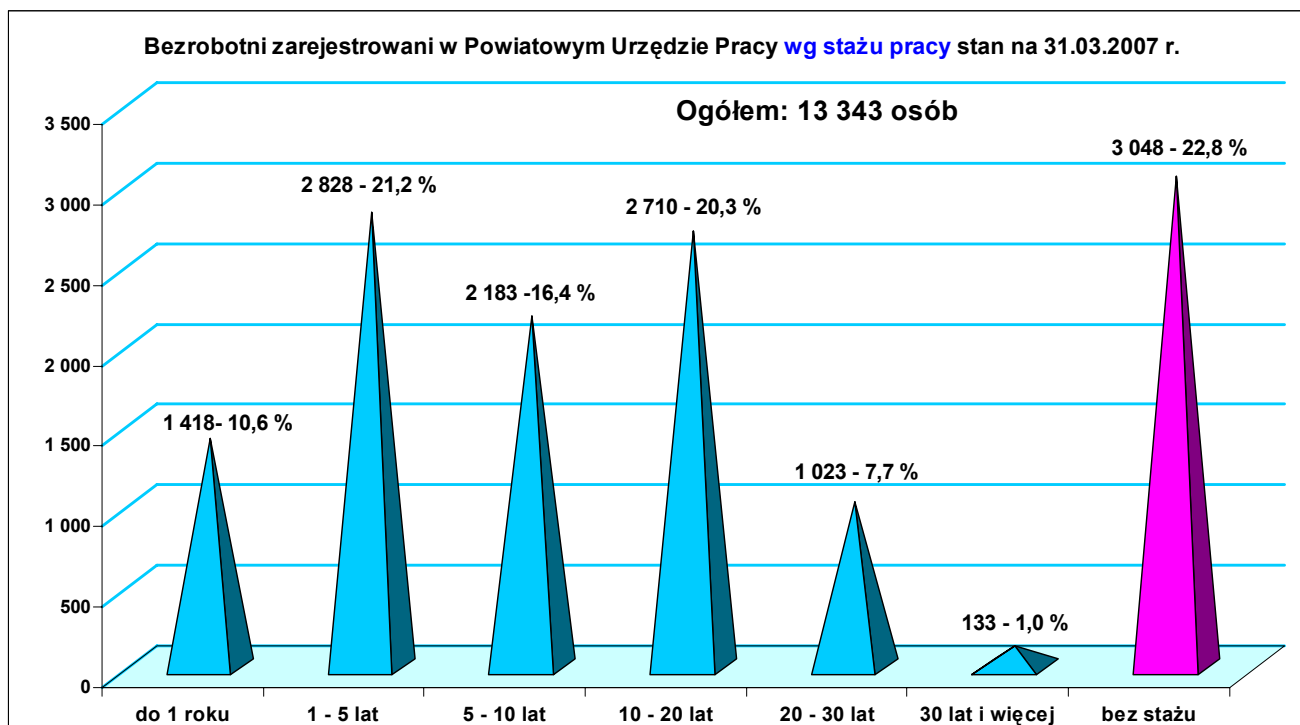 Bezrobotni zarejestrowani w Powiatowym Urzędzie Pracy wg stażu pracy stan na 31.03.2007 r.
Ogółem: 13 343 osób
3 500
3 000
2 500
2 000
1 500
1 000
500
0
1 418- 10,6 %
2 828 - 21,2 %
2 183 -16,4 %
2 710 - 20,3 %
1 023 - 7,7 %
133 - 1,0 %
3 048 - 22,8 %
do 1 roku
1 - 5 lat
5 - 10 lat
10 - 20 lat
20 - 30 lat
30 lat i więcej
bez stażu